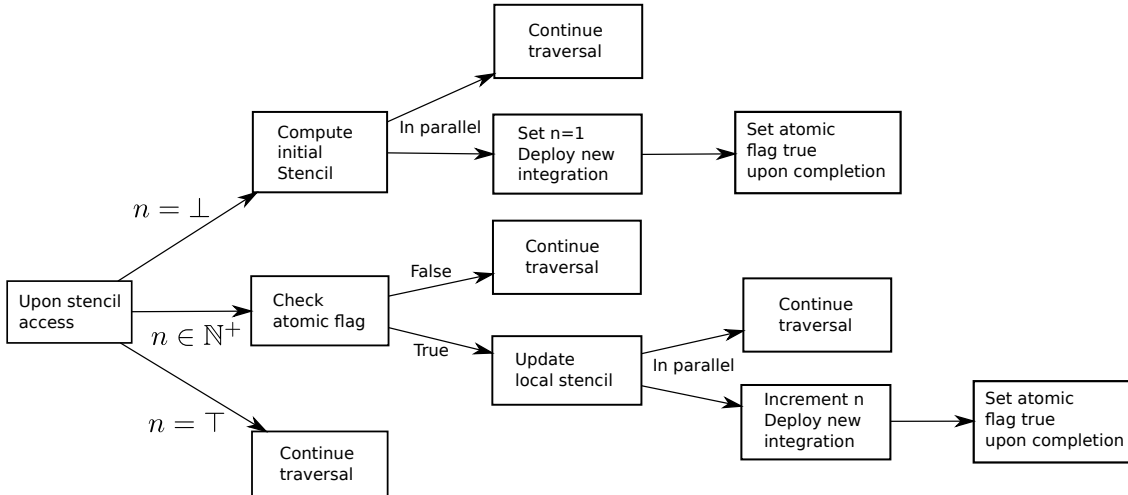 Upon stencil
access
n = ⊥
Compute
initial
Stencil
In parallel
Continue
traversal
Set n=1
Deploy new
integration
Set atomic
flag true
upon completion
n ∈ ℕ⁺
Check
atomic flag
False
Continue
traversal
True
Update
local stencil
In parallel
Continue
traversal
Increment n
Deploy new
integration
Set atomic
flag true
upon completion
n = ⊤
Continue
traversal